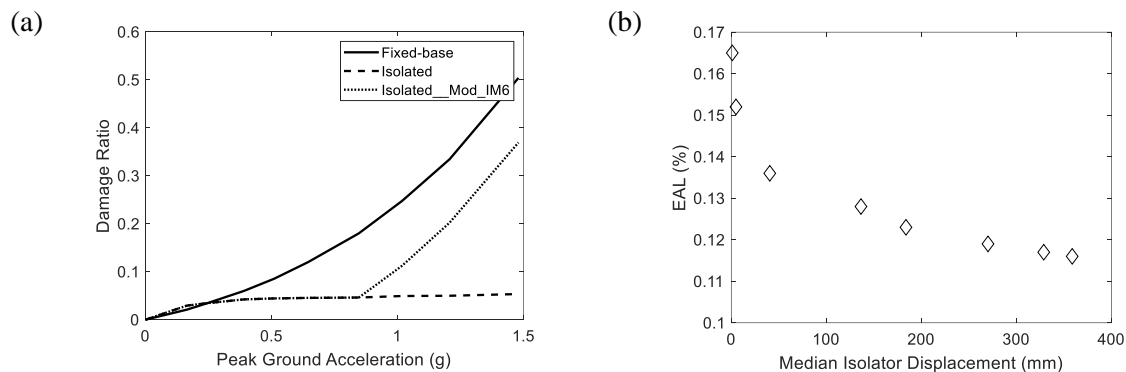 (a)
0.6
0.5
0.4
0.3
0.2
0.1
0
Damage Ratio
Fixed-base
Isolated
Isolated__Mod_IM6
0 0.5 1 1.5
Peak Ground Acceleration (g)
(b)
0.17
0.16
0.15
0.14
0.13
0.12
0.11
0.1
EAL (%)
0 100 200 300 400
Median Isolator Displacement (mm)